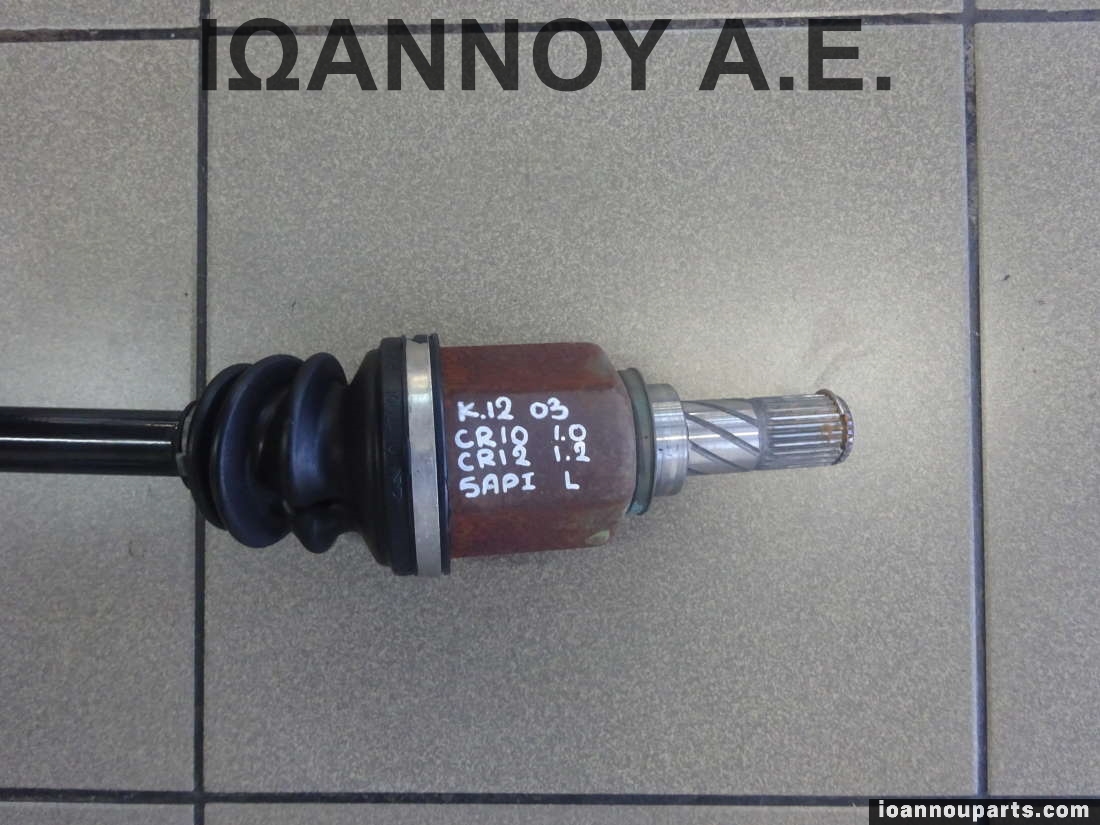 ΙΩΑΝΝΟΥ Α.Ε.
K.12 03
CR10 1.0
CR12 1.2
5API L
ioannouparts.com